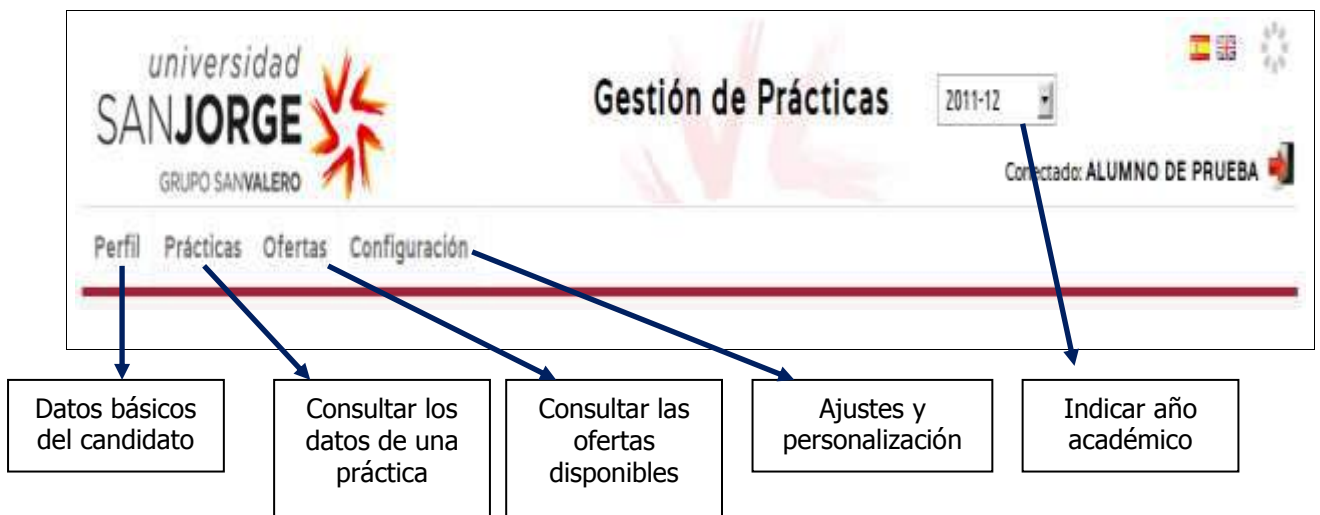 universidad
SANJORGE
GRUPO SANVALERO
Gestión de Prácticas
2011-12
Conectado: ALUMNO DE PRUEBA
Perfil Prácticas Ofertas Configuración
Datos básicos
del candidato
Consultar los
datos de una
práctica
Consultar las
ofertas
disponibles
Ajustes y
personalización
Indicar año
académico